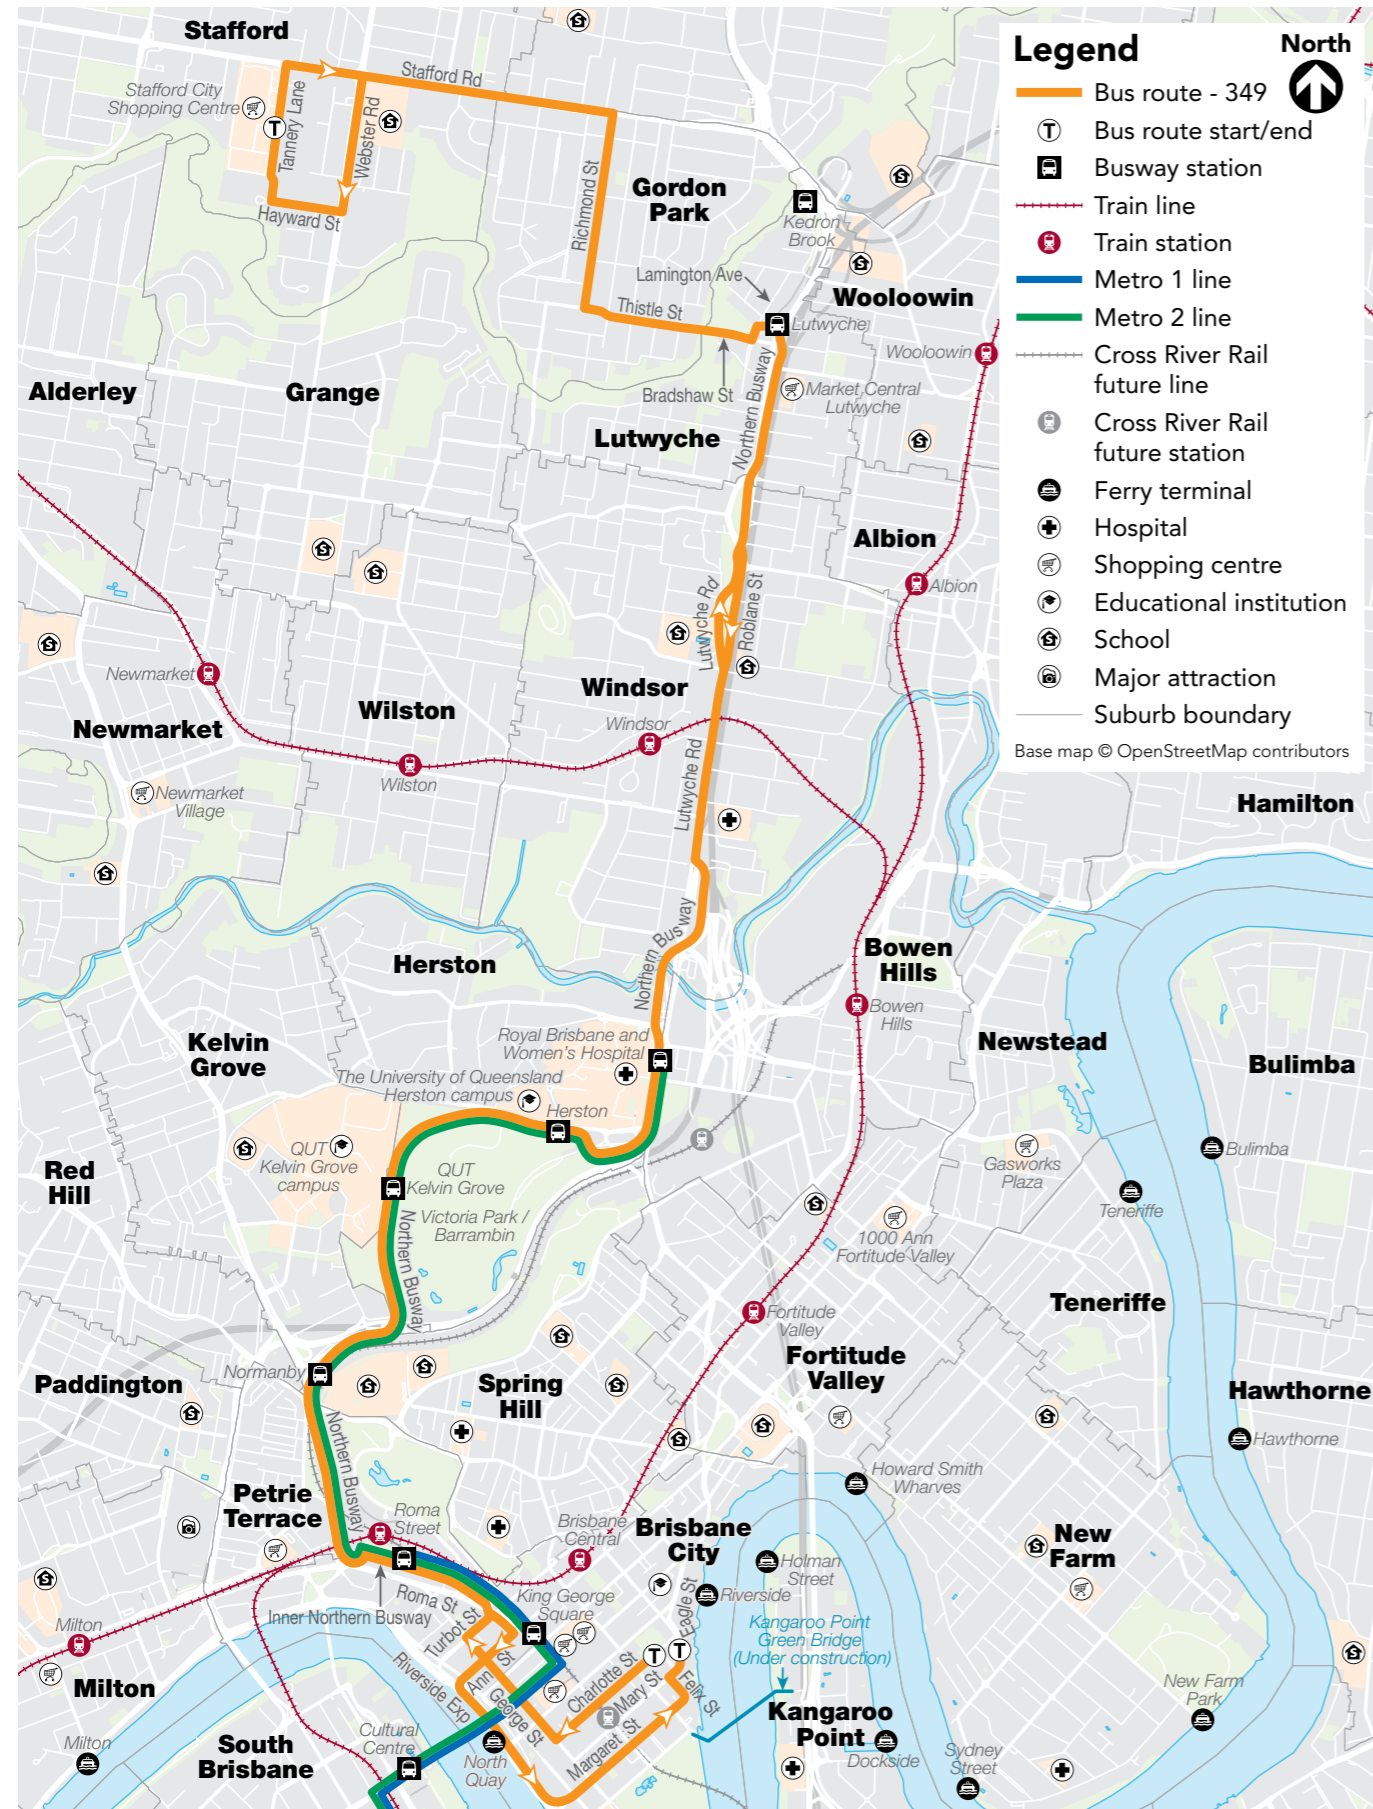 Stafford
Stafford City
Shopping Centre
Tannery Lane
Webster Rd
Stafford Rd
Hayward St
Richmond St
Gordon
Park
Kedron
Brook
Lamington Ave
Wooloowin
Thistle St
Lutwyche
Wooloowin
Bradshaw St
Northern Busway
Market Central
Lutwyche
Alderley
Grange
Lutwyche
Albion
Albion
Lutwyche Rd
Roblane St
Newmarket
Newmarket
Wilston
Windsor
Windsor
Wilston
Lutwyche Rd
Newmarket
Village
Hamilton
Herston
Northern Busway
Bowen
Hills
Bowen
Hills
Kelvin
Grove
Royal Brisbane and
Women's Hospital
Newstead
Bulimba
The University of Queensland
Herston campus
Herston
QUT
Kelvin Grove
campus
QUT
Kelvin Grove
Red
Hill
Victoria Park /
Barrambin
Northern Busway
Gasworks
Plaza
Bulimba
Teneriffe
1000 Ann
Fortitude Valley
Teneriffe
Fortitude
Valley
Normanby
Fortitude
Valley
Paddington
Spring
Hill
Hawthorne
Hawthorne
Northern Busway
Howard Smith
Wharves
Petrie
Terrace
Roma
Street
Brisbane
Central
Brisbane
City
New
Farm
Holman
Street
Riverside
Eagle St
Roma St
Inner Northern Busway
Turbot St
King George
Square
Kangaroo Point
Green Bridge
(Under construction)
Milton
Milton
Riverside Exp
Ann St
George St
Charlotte St
Mary St
Felix St
Margaret St
New Farm
Park
Kangaroo
Point
Dockside
Sydney
Street
Milton
South
Brisbane
Cultural
Centre
North
Quay
Legend
North
Bus route - 349
T Bus route start/end
Busway station
Train line
Train station
Metro 1 line
Metro 2 line
Cross River Rail
future line
Cross River Rail
future station
Ferry terminal
Hospital
Shopping centre
Educational institution
School
Major attraction
Suburb boundary
Base map © OpenStreetMap contributors